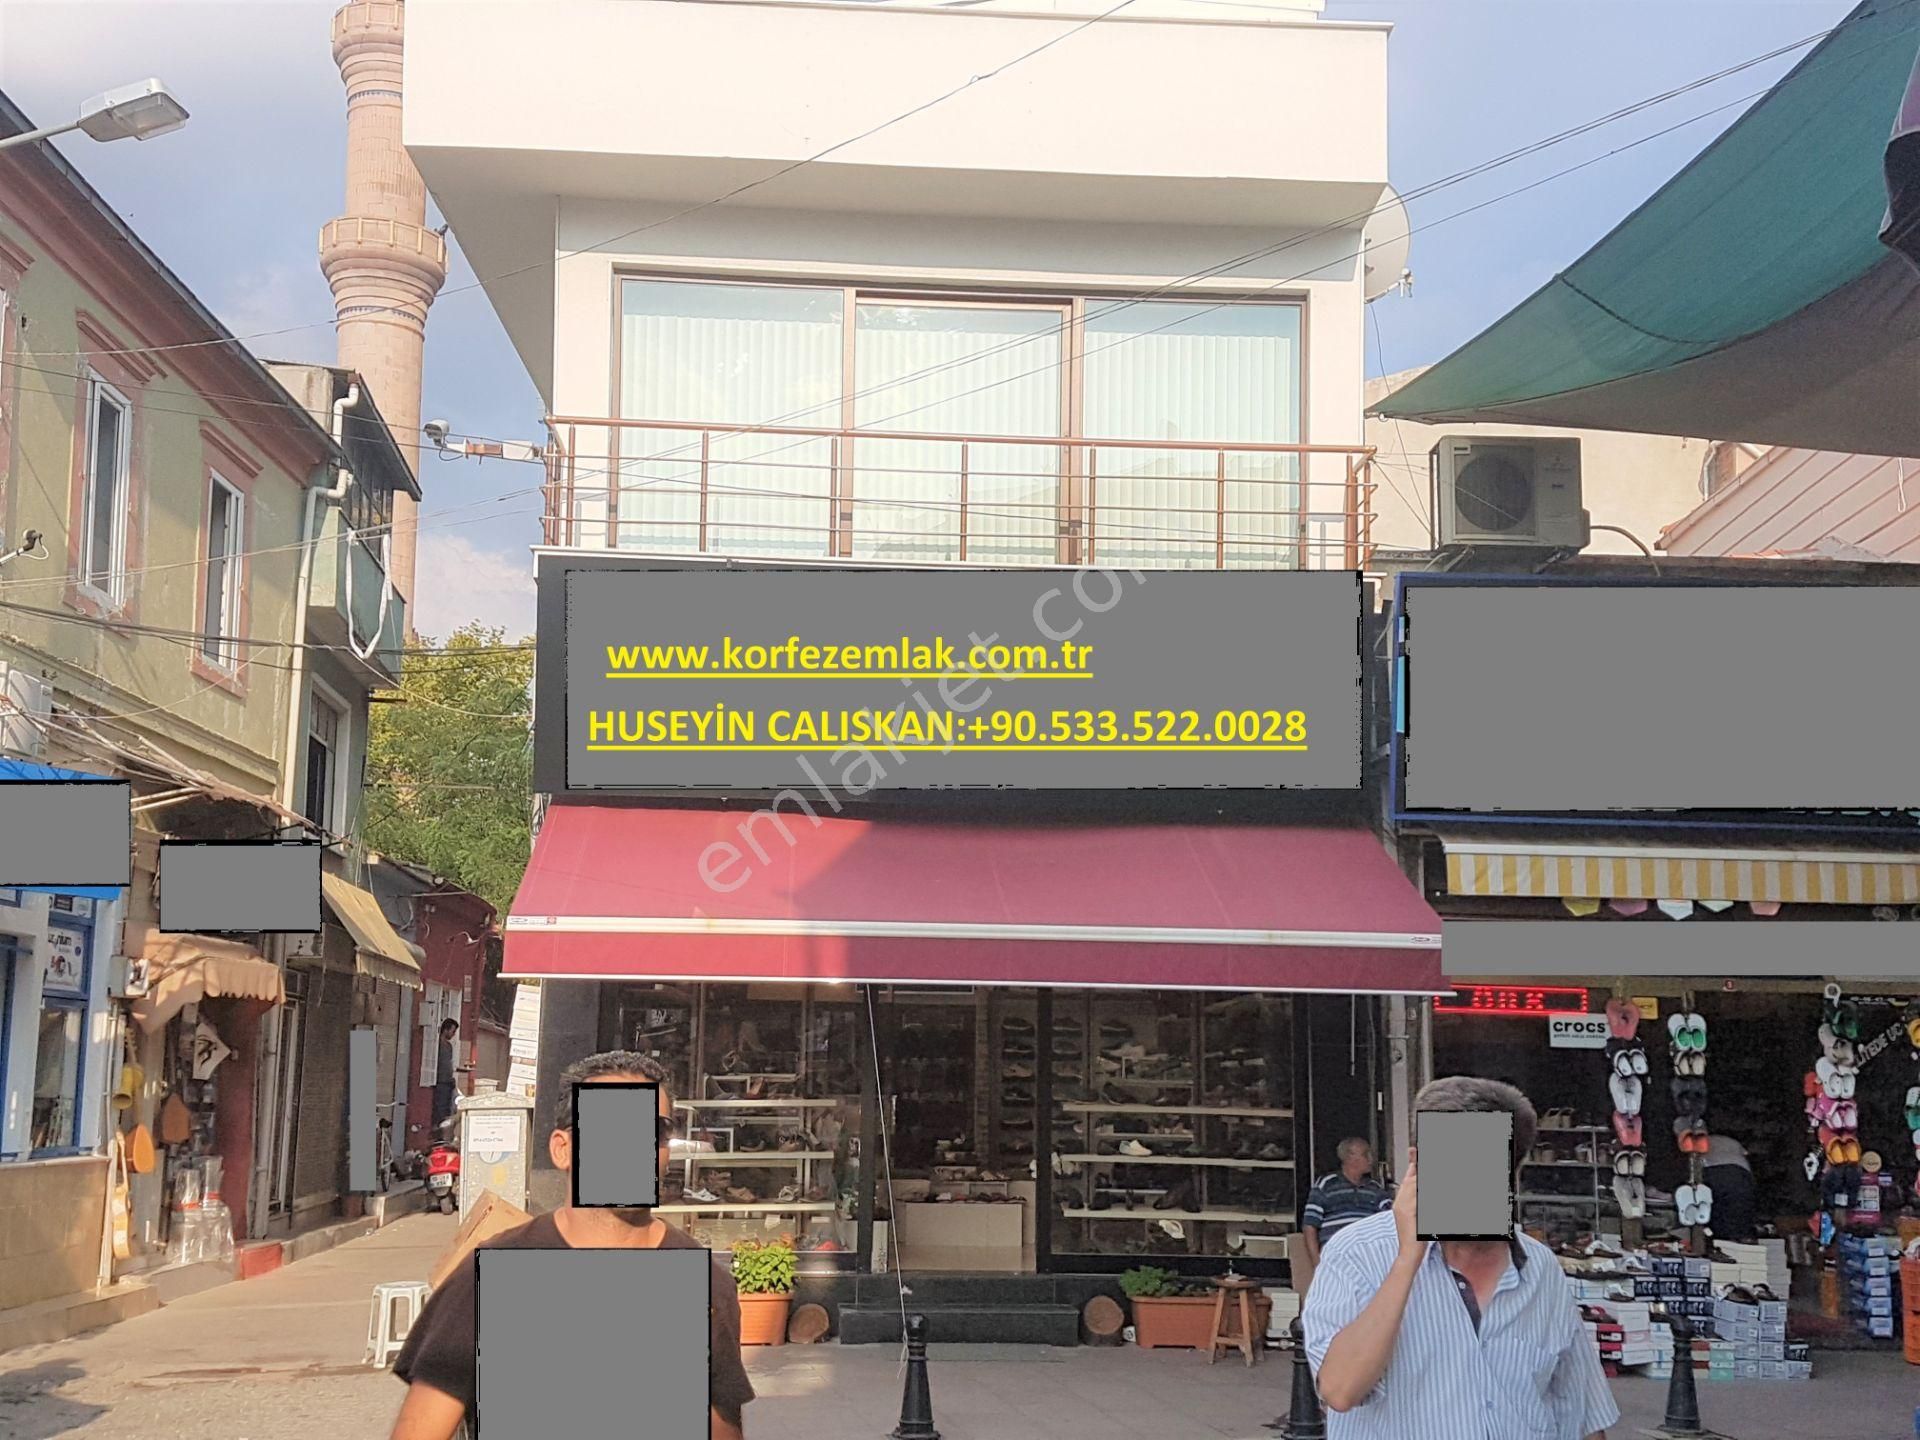 www.korfezemlak.com.tr
HUSEYİN CALISKAN:+90.533.522.0028
emlakjet.com
crocs